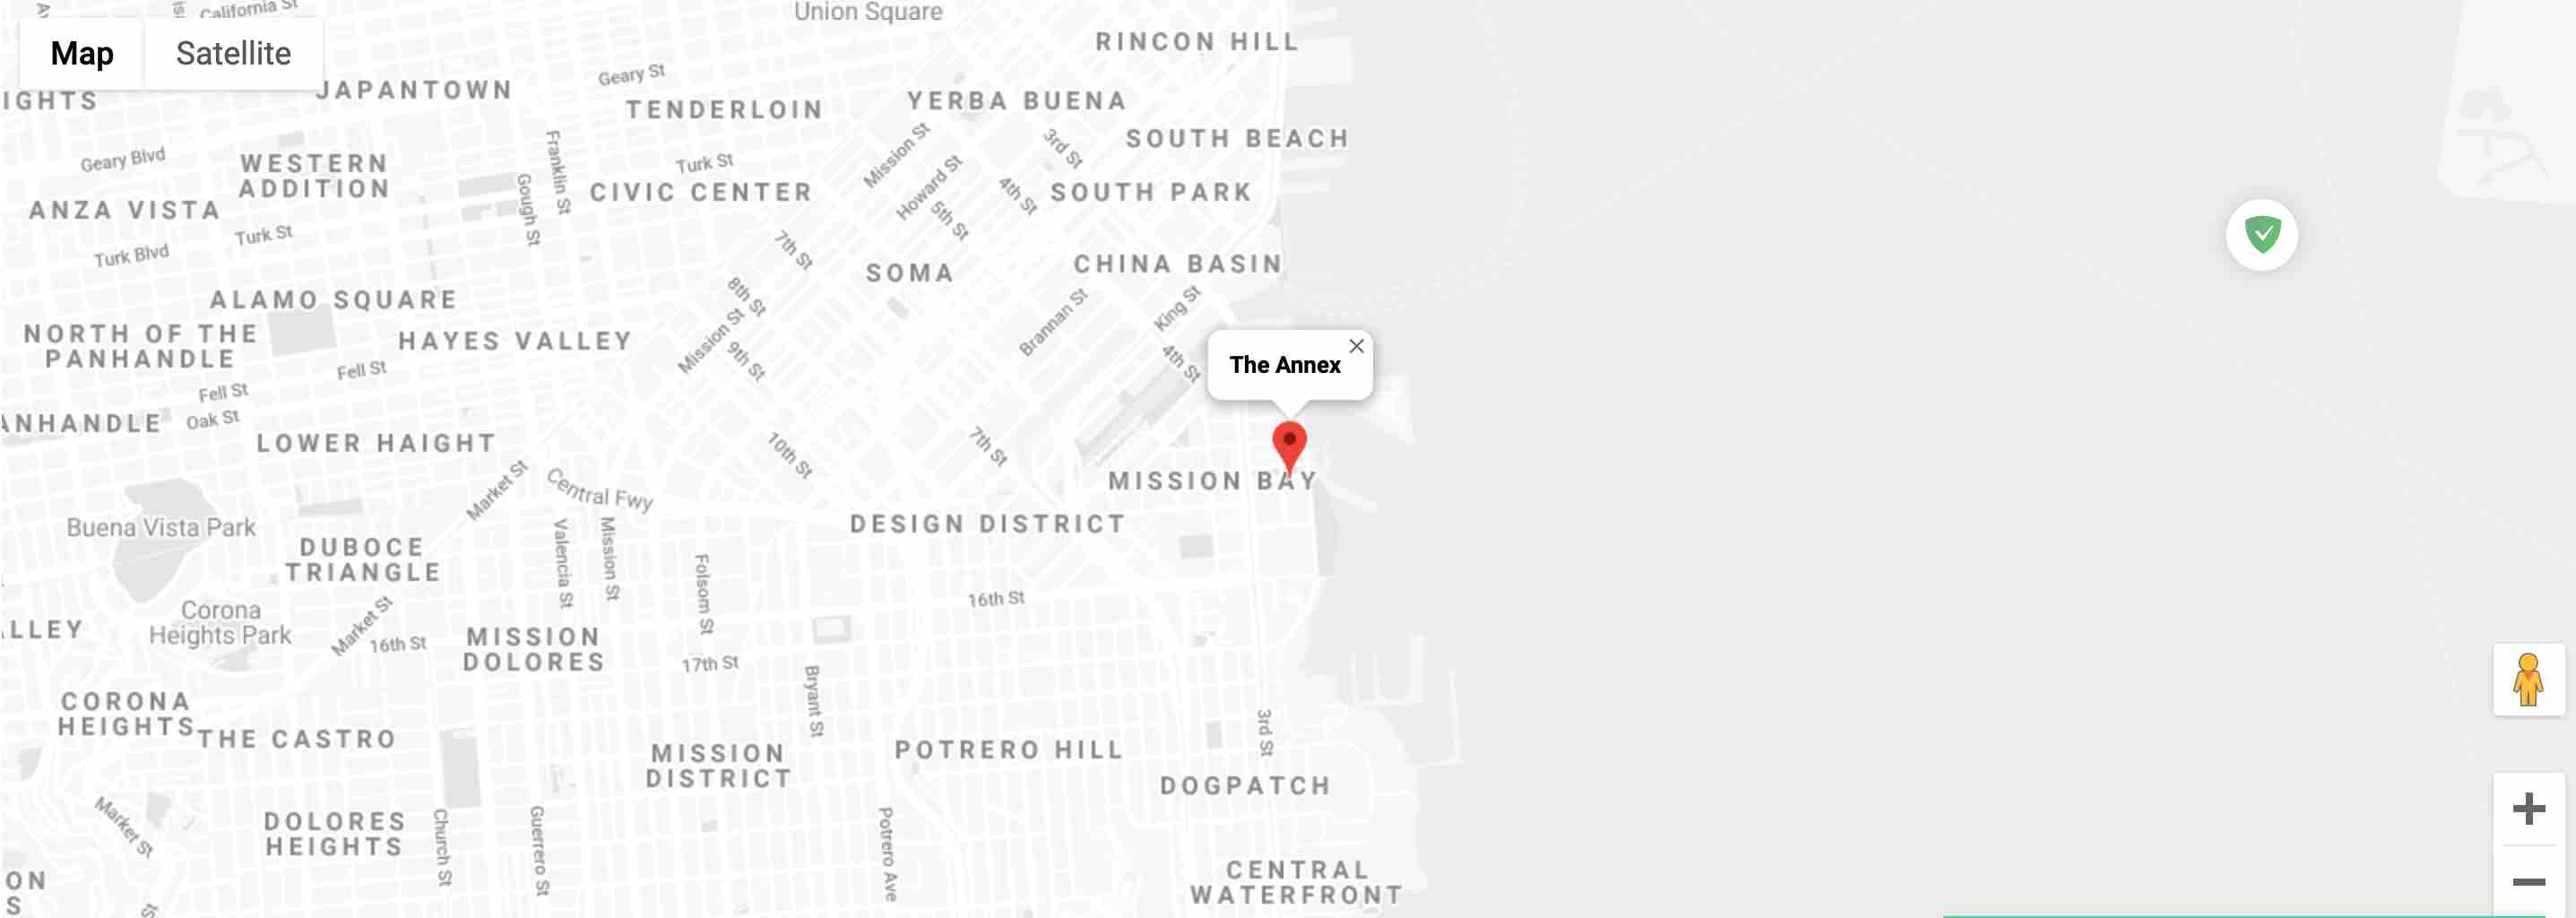 California St
Union Square
RINCON HILL
Map
Satellite
Geary St
JAPANTOWN
IGHTS
TENDERLOIN
YERBA BUENA
SOUTH BEACH
Mission St
3rd St
Geary Blvd
WESTERN
ADDITION
Franklin St
Turk St
Howard St
4th St
CIVIC CENTER
SOUTH PARK
Gough St
ANZA VISTA
5th St
Turk St
Turk Blvd
7th St
SOMA
CHINA BASIN
8th St
ALAMO SQUARE
King St
Brannan St
NORTH OF THE
PANHANDLE
HAYES VALLEY
Mission St
9th St
4th St
The Annex
Fell St
Fell St
ANHANDLE
Oak St
LOWER HAIGHT
10th St
7th St
Market St
Central Fwy
MISSION BAY
Buena Vista Park
DESIGN DISTRICT
DUBOCE
TRIANGLE
Valencia St
Mission St
Folsom St
16th St
Corona
Heights Park
Market St
LLEY
16th St
MISSION
DOLORES
17th St
CORONA
HEIGHTS
THE CASTRO
Bryant St
3rd St
MISSION
DISTRICT
POTRERO HILL
DOGPATCH
Market St
DOLORES
HEIGHTS
Church St
Guerrero St
Potrero Ave
CENTRAL
WATERFRONT
ON
S